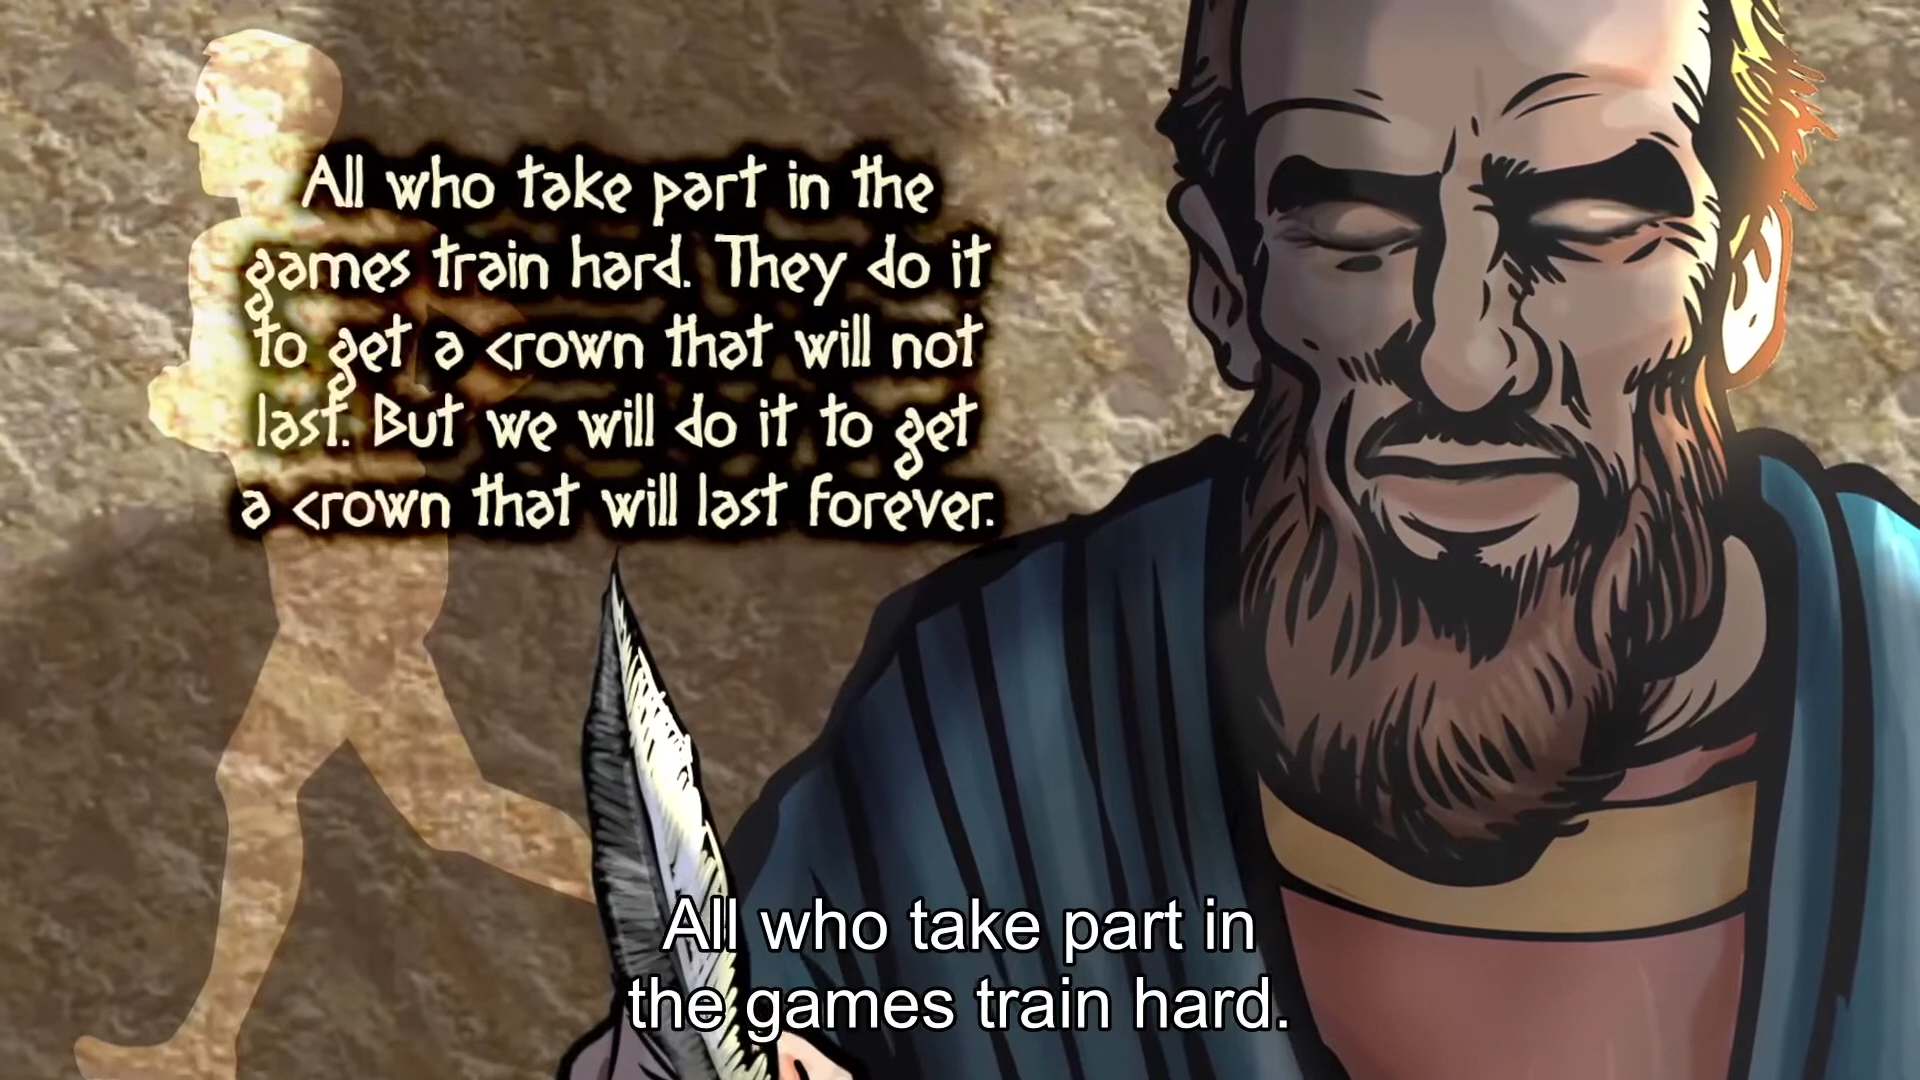 All who take part in the
games train hard. They do it
to get a crown that will not
last. But we will do it to get
a crown that will last forever.
All who take part in
the games train hard.